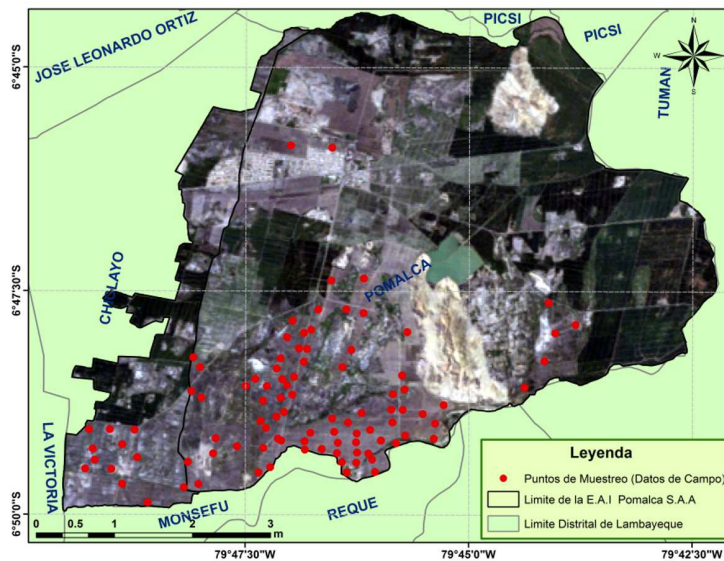 PICSI
PICSI
JOSE LEONARDO ORTIZ
TUMAN
N
W
E
S
6°45'0"S
CHICLAYO
POMALCA
6°47'30"S
LA VICTORIA
MONSEFU
REQUE
6°50'0"S
Leyenda
Puntos de Muestreo (Datos de Campo)
Limite de la E.A.I Pomalca S.A.A
Limite Distrital de Lambayeque
0 0.5 1 2 3
m
79°47'30"W
79°45'0"W
79°42'30"W